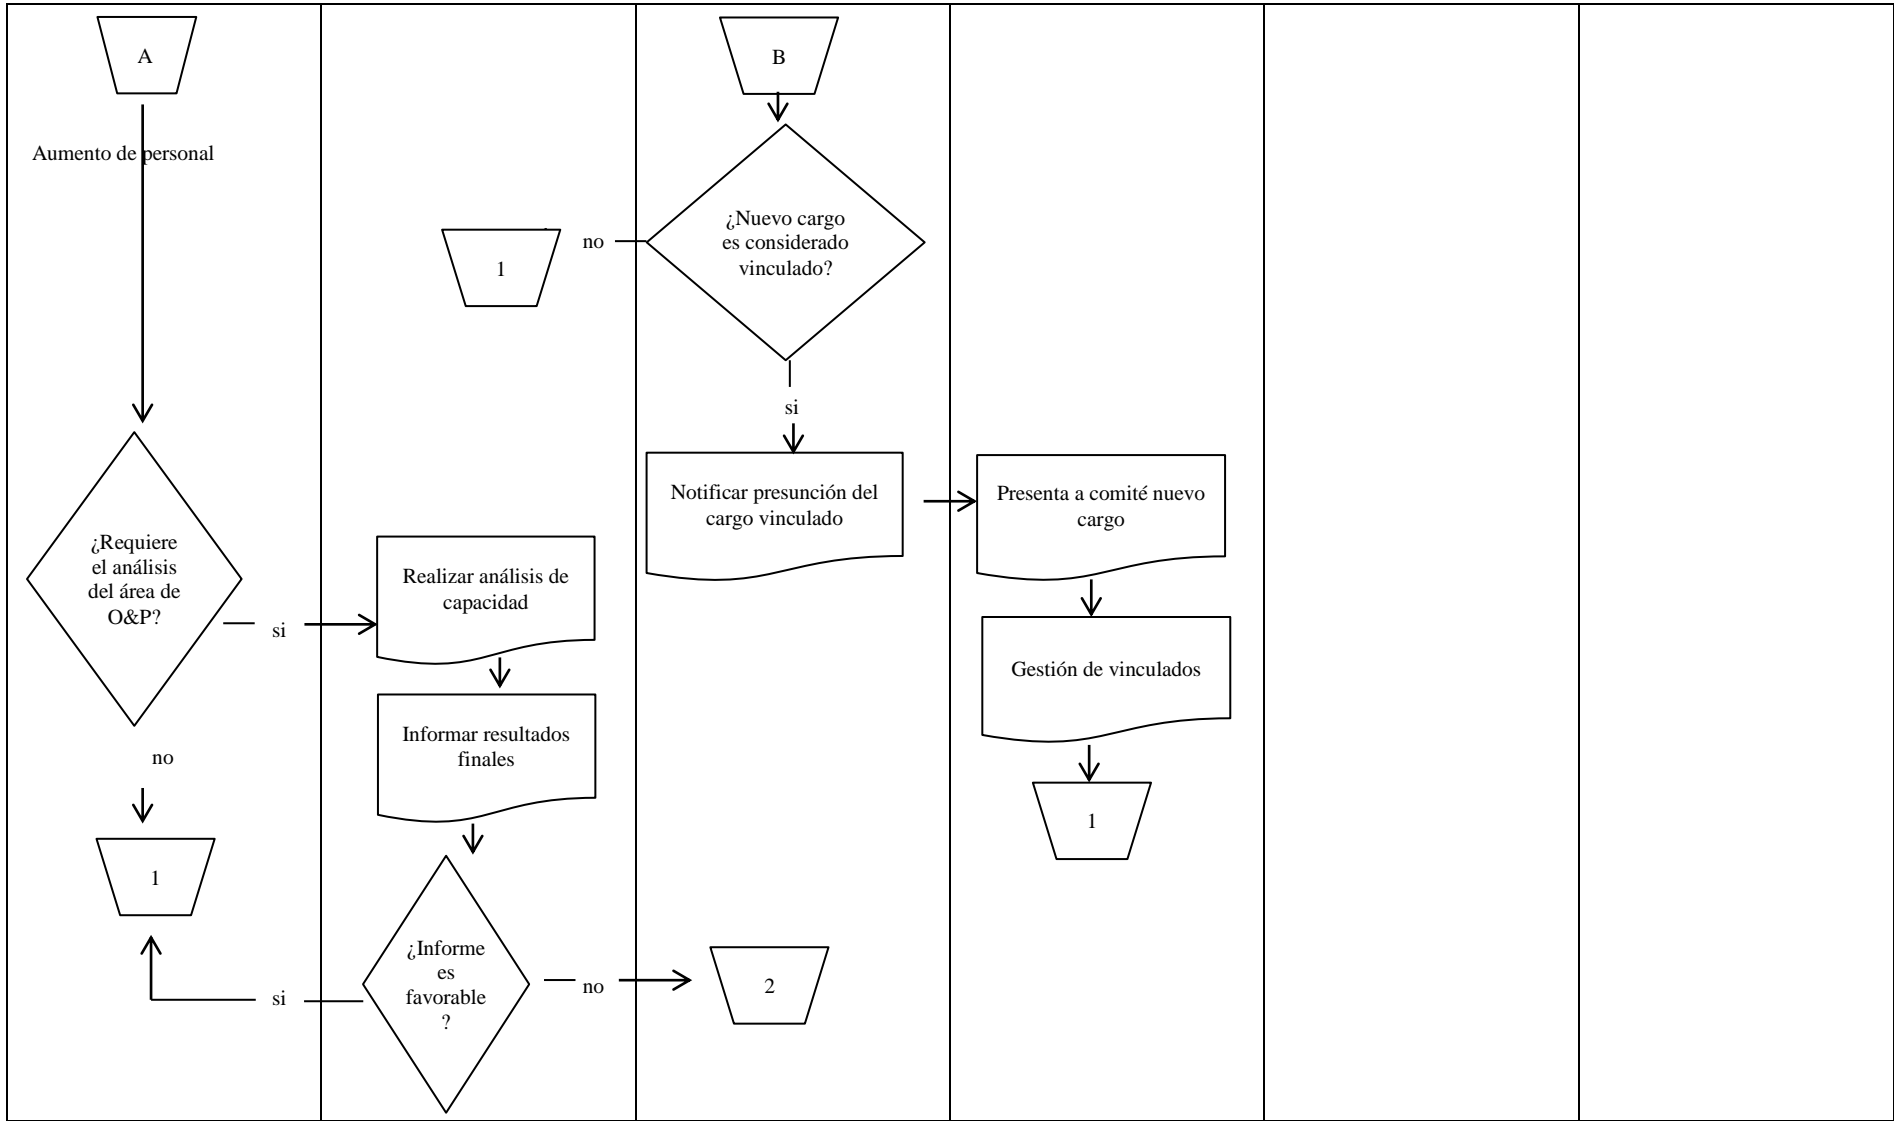 A
Aumento de personal
¿Requiere
el análisis
del área de
O&P?
si
no
1
Realizar análisis de
capacidad
Informar resultados
finales
¿Informe
es
favorable
?
si
no
2
B
¿Nuevo cargo
es considerado
vinculado?
no
1
si
Notificar presunción del
cargo vinculado
Presenta a comité nuevo
cargo
Gestión de vinculados
1